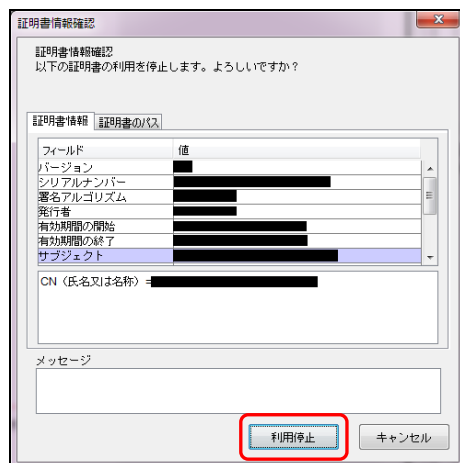 証明書情報確認
証明書情報確認
以下の証明書の利用を停止します。よろしいですか？
証明書情報 証明書のパス
フィールド 値
バージョン
シリアルナンバー
署名アルゴリズム
発行者
有効期間の開始
有効期間の終了
サブジェクト
CN（氏名又は名称）=
メッセージ
利用停止 キャンセル